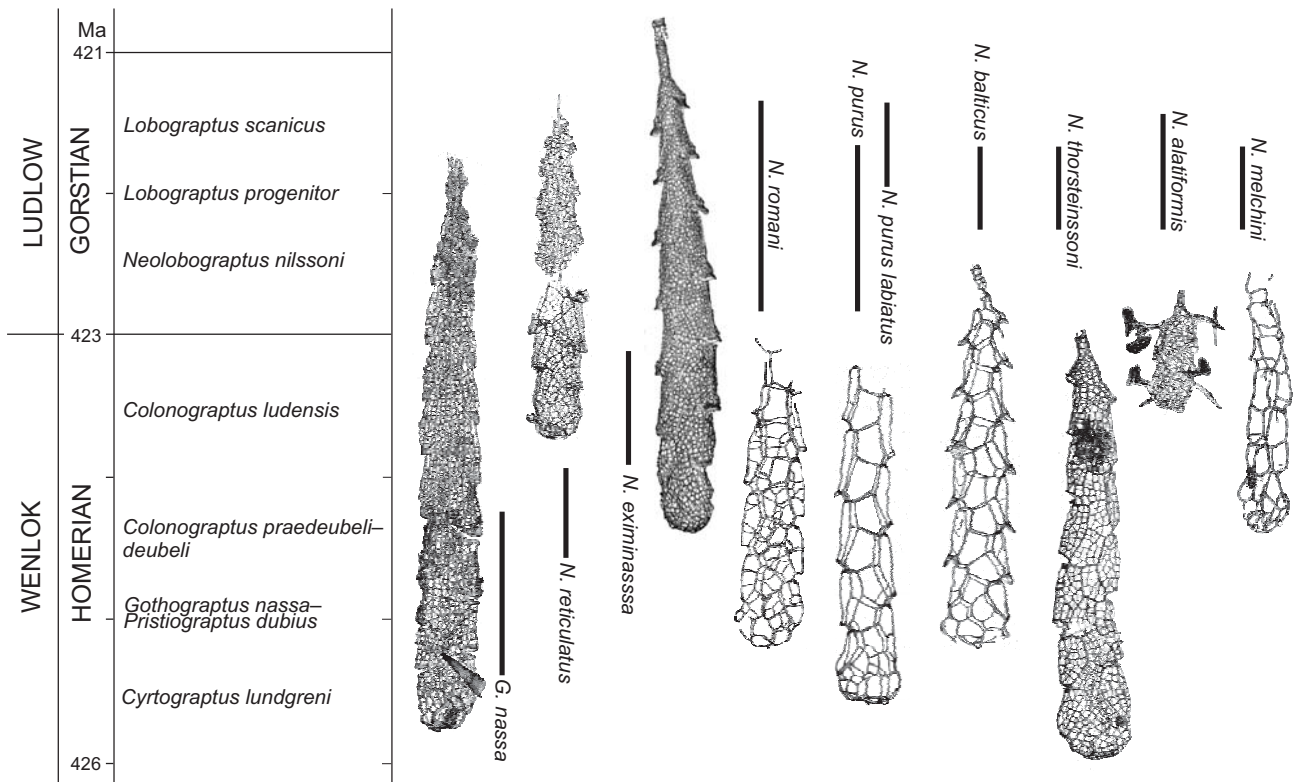 Ma
421
423
426
LUDLOW
GORSTIAN
WENLOK
HOMERIAN
Lobograptus scanicus
Lobograptus progenitor
Neolobograptus nilssoni
Colonograptus ludensis
Colonograptus praedeubeli–
deubeli
Gothograptus nassa–
Pristiograptus dubius
Cyrtograptus lundgreni
G. nassa
N. reticulatus
N. eximinasssa
N. romani
N. purus
N. purus labiatus
N. balticus
N. thorsteinssoni
N. alatiformis
N. melchini